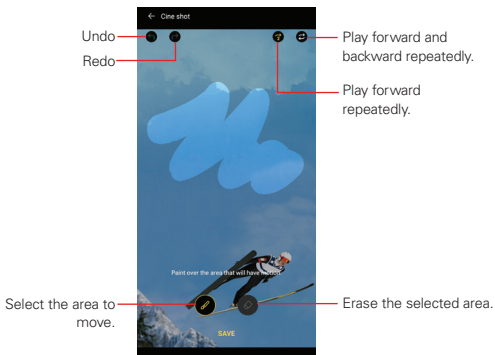 Cine shot
Undo
Redo
Play forward and
backward repeatedly.
Play forward
repeatedly.
Paint over the area that will have motion.
Select the area to
move.
Erase the selected area.
SAVE